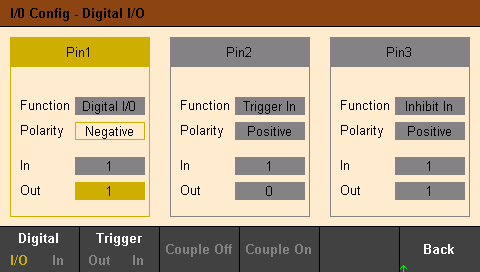 I/O Config - Digital I/O
Pin1 Pin2 Pin3
Function Digital I/O Function Trigger In Function Inhibit In
Polarity Negative Polarity Positive Polarity Positive
In 1 In 1 In 1
Out 1 Out 0 Out 1
Digital Trigger Couple Off Couple On Back
I/O In Out In